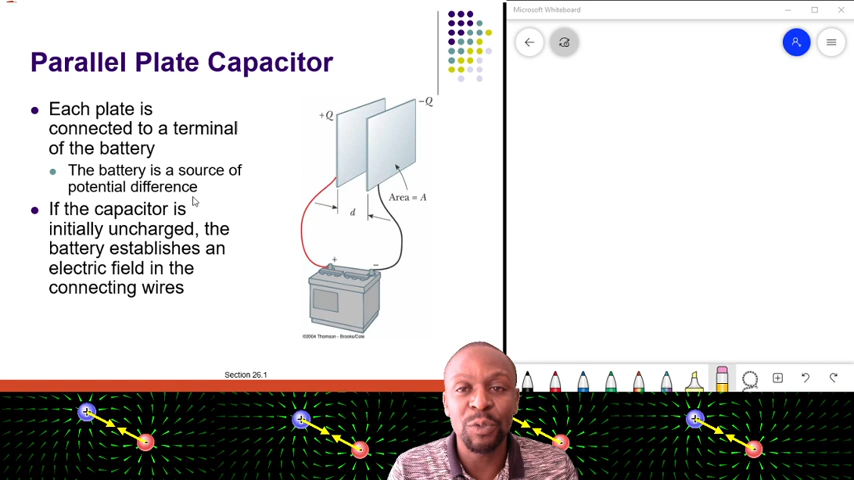 Microsoft Whiteboard
Parallel Plate Capacitor
Each plate is
connected to a terminal
of the battery
The battery is a source of
potential difference
If the capacitor is
initially uncharged, the
battery establishes an
electric field in the
connecting wires
+Q
−Q
Area = A
d
+
−
©2004 Thomson - Brooks/Cole
Section 26.1